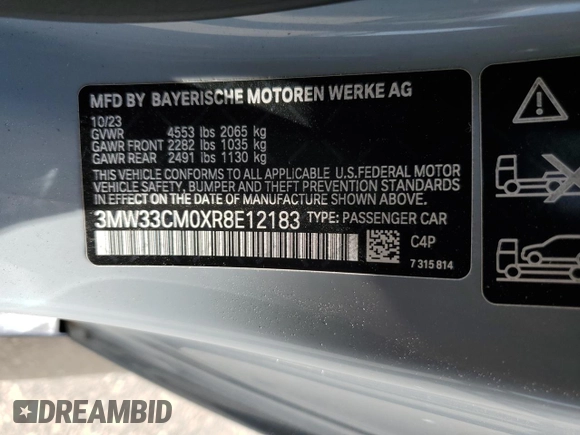 MFD BY BAYERISCHE MOTOREN WERKE AG
10/23
GVWR 4553 lbs 2065 kg
GAWR FRONT 2282 lbs 1035 kg
GAWR REAR 2491 lbs 1130 kg
THIS VEHICLE CONFORMS TO ALL APPLICABLE U.S.FEDERAL MOTOR
VEHICLE SAFETY, BUMPER AND THEFT PREVENTION STANDARDS
IN EFFECT ON THE DATE OF MANUFACTURE SHOWN ABOVE.
3MW33CM0XR8E12183 TYPE: PASSENGER CAR
C4P
7 315 814
DREAMBID